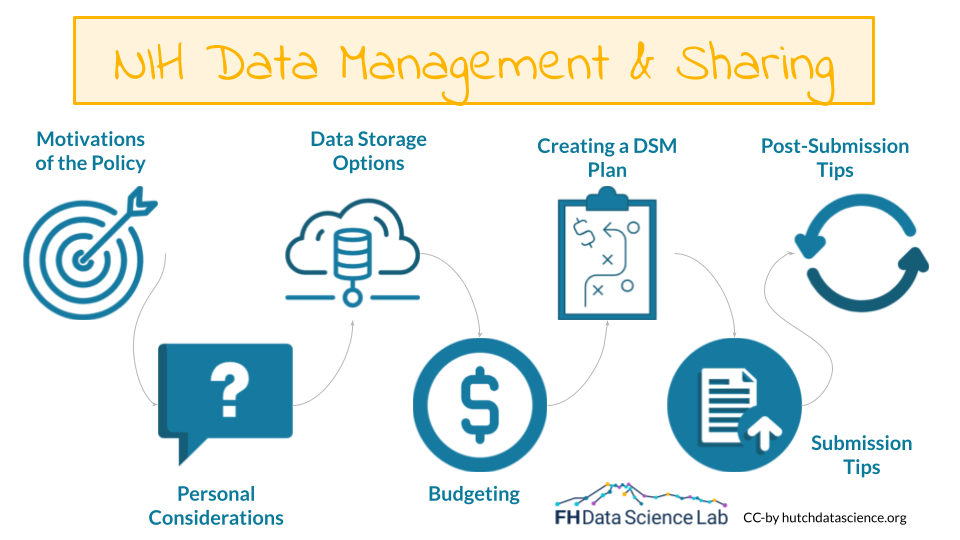 NIH Data Management & Sharing
Motivations
of the Policy
?
Personal
Considerations
Data Storage
Options
$
Budgeting
Creating a DSM
Plan
$
x
x
Submission
Tips
Post-Submission
Tips
FH Data Science Lab
CC-by hutchdatascience.org